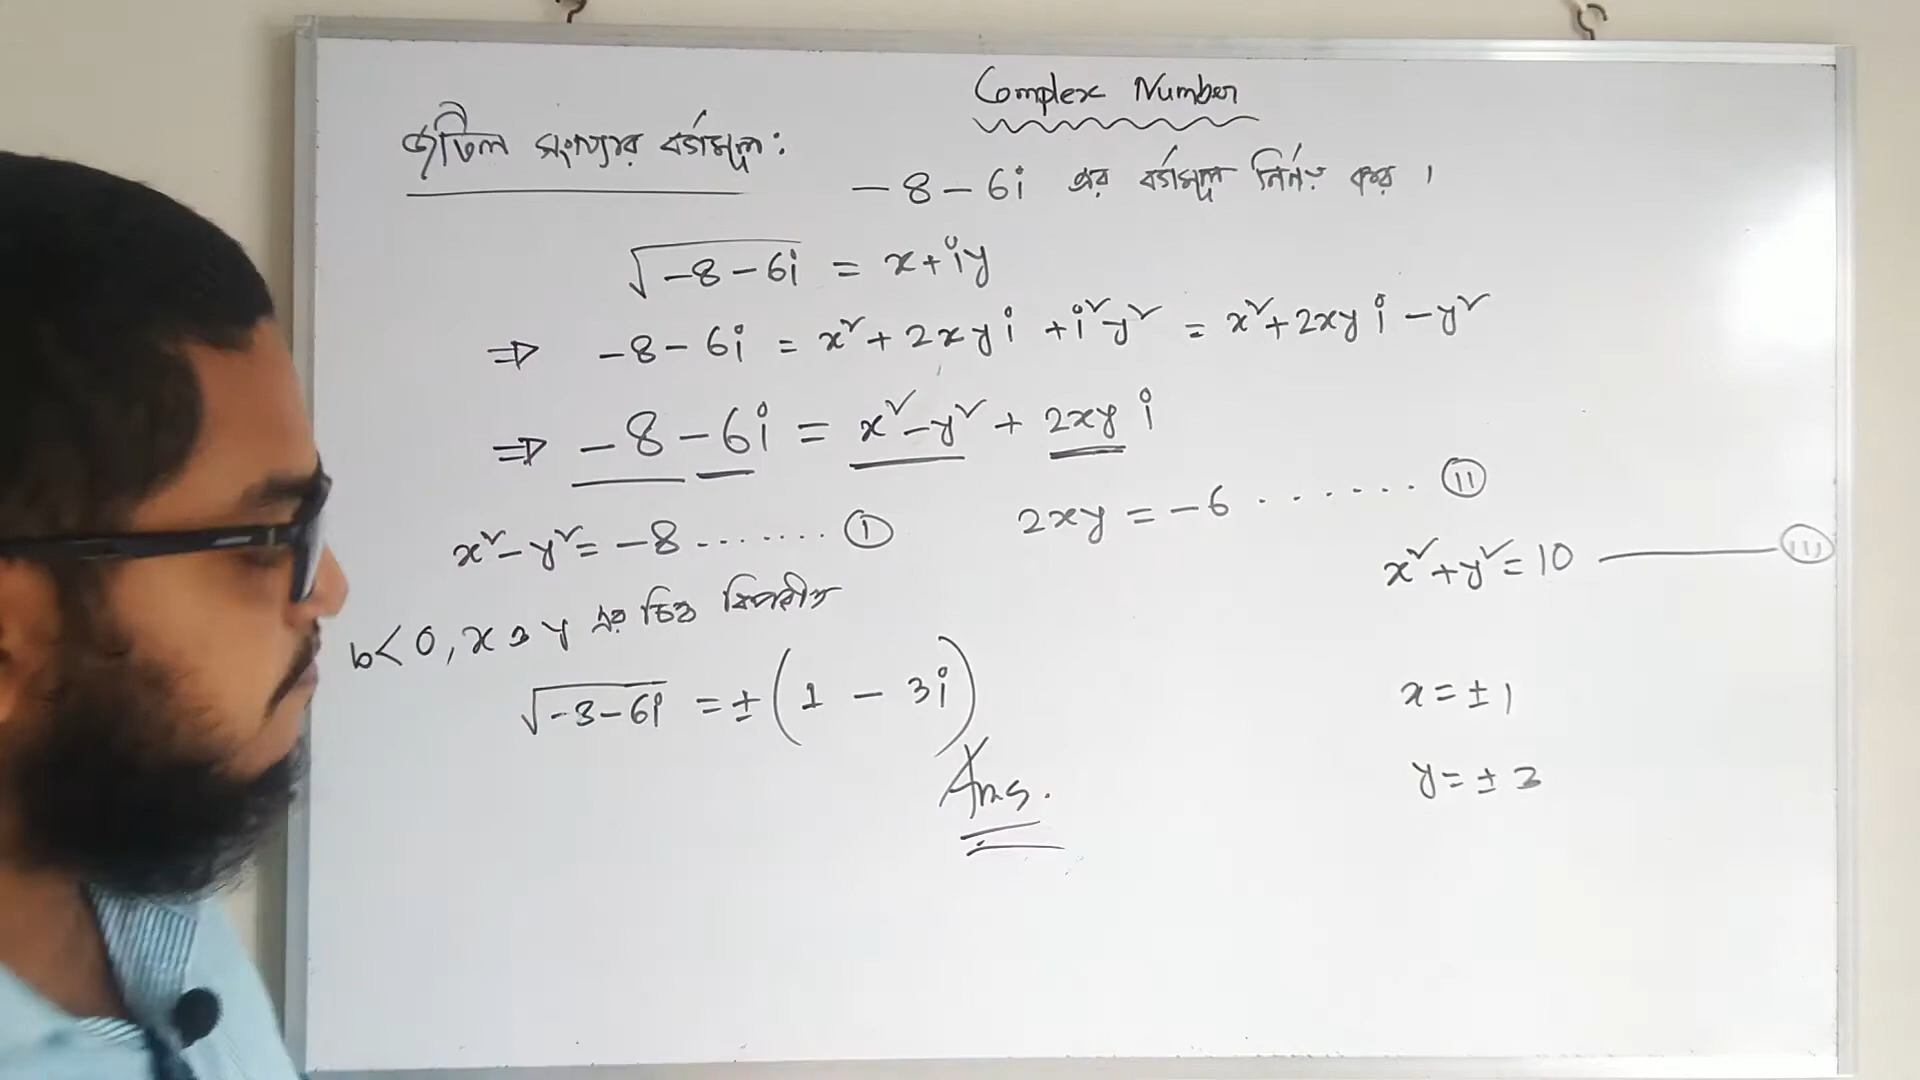 Complex Number
জটিল সংখ্যার বর্গমূল:
-8-6i এর বর্গমূল নির্ণয় কর।
√(-8-6i) = x+iy
⇒ -8-6i = x²+2xyi+i²y² = x²+2xyi-y²
⇒ -8-6i = x²-y²+2xyi
x²-y²=-8.......(I) 2xy=-6.......(II)
x²+y²=10 ——— (III)
b<0, x ও y এর চিহ্ন বিপরীত
√(-3-6i) = ±(1 - 3i)
x=±1
Ans.
y=±3